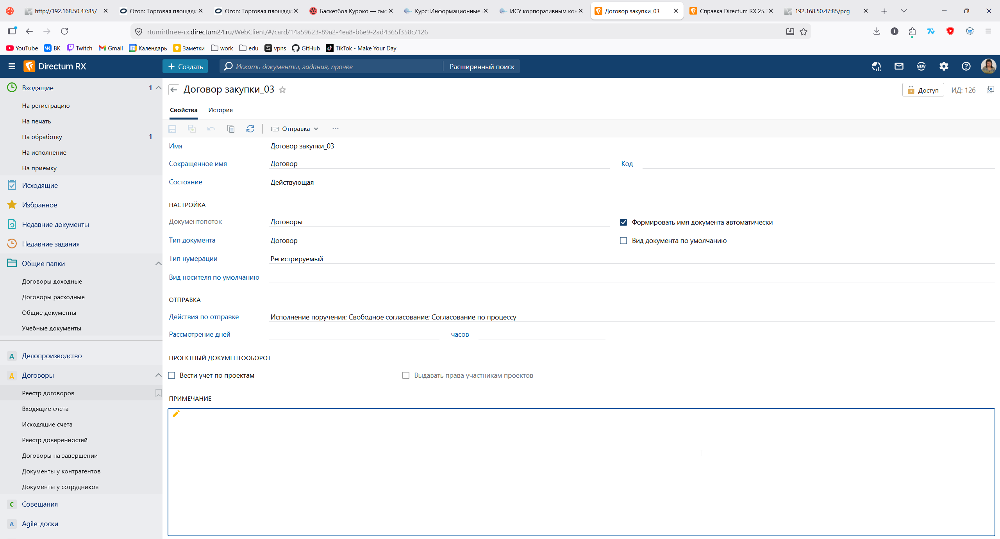 http://192.168.50.47:85/
Ozon: Торговая площадк
Ozon: Торговая площадк
Баскетбол Куроко — смо
Курс: Информационные
ИСУ корпоративным кон
Договор закупки_03
Справка Directum RX 25.2
192.168.50.47:85/pcg
rtumirthree-rx.directum24.ru/WebClient/#/card/14a59623-89a2-4ea8-b6e9-2ad4365f358c/126
YouTube
ВК
Twitch
Gmail
31 Календарь
Заметки
work
edu
vpns
GitHub
TikTok - Make Your Day
Directum RX
Создать
Искать документы, задания, прочее
Расширенный поиск
NEW
Входящие 1
На регистрацию
На печать
На обработку 1
На исполнение
На приемку
Исходящие
Избранное
Недавние документы
Недавние задания
Общие папки
Договоры доходные
Договоры расходные
Общие документы
Учебные документы
Д Делопроизводство
Д Договоры
Реестр договоров
Входящие счета
Исходящие счета
Реестр доверенностей
Договоры на завершении
Документы у контрагентов
Документы у сотрудников
С Совещания
A Agile-доски
Договор закупки_03
Доступ
ИД: 126
Свойства
История
Отправка
Имя Договор закупки_03
Сокращенное имя Договор Код
Состояние Действующая
НАСТРОЙКА
Документопоток Договоры Формировать имя документа автоматически
Тип документа Договор Вид документа по умолчанию
Тип нумерации Регистрируемый
Вид носителя по умолчанию
ОТПРАВКА
Действия по отправке Исполнение поручения; Свободное согласование; Согласование по процессу
Рассмотрение дней часов
ПРОЕКТНЫЙ ДОКУМЕНТООБОРОТ
Вести учет по проектам Выдавать права участникам проектов
ПРИМЕЧАНИЕ